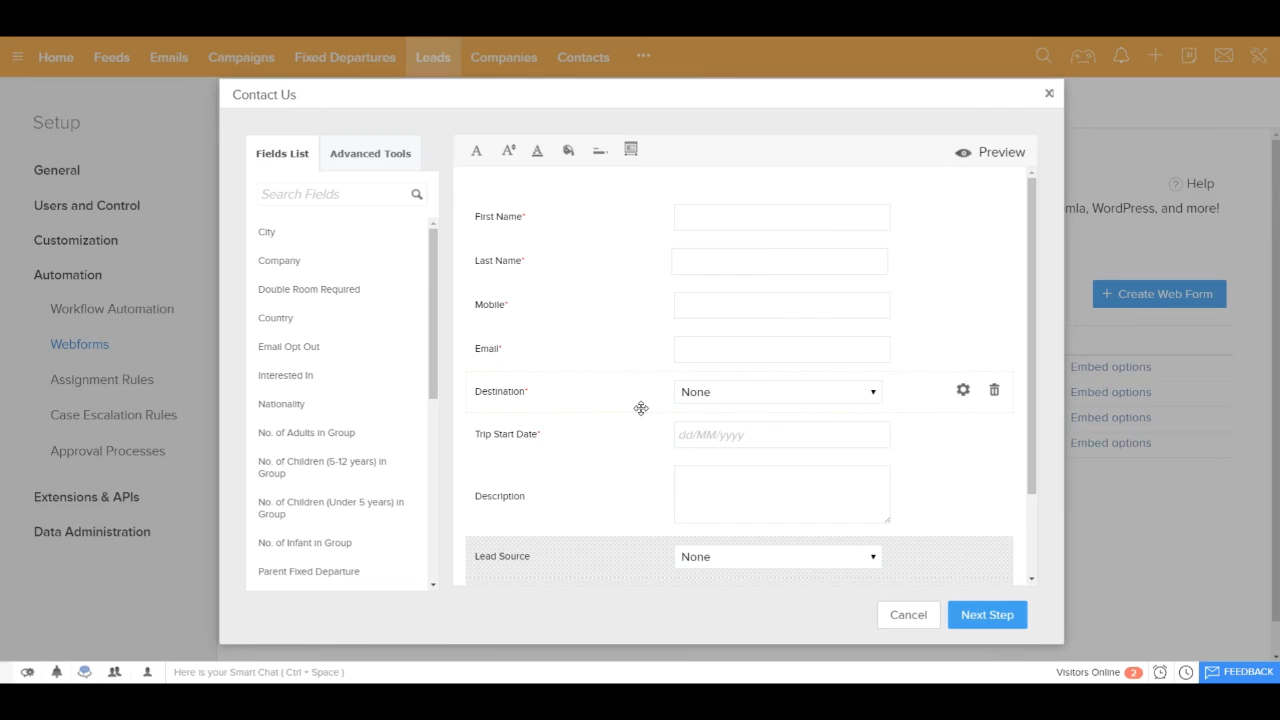 Home Feeds Emails Campaigns Fixed Departures Leads Companies Contacts
Contact Us
Setup
General
Users and Control
Customization
Automation
Workflow Automation
Webforms
Assignment Rules
Case Escalation Rules
Approval Processes
Extensions & APIs
Data Administration
Fields List Advanced Tools
Search Fields
City
Company
Double Room Required
Country
Email Opt Out
Interested In
Nationality
No. of Adults in Group
No. of Children (5-12 years) in
Group
No. of Children (Under 5 years) in
Group
No. of Infant in Group
Parent Fixed Departure
Preview
First Name*
Last Name*
Mobile*
Email*
Destination* None
Trip Start Date* dd/MM/yyyy
Description
Lead Source None
Cancel Next Step
? Help
mla, WordPress, and more!
+ Create Web Form
Embed options
Embed options
Embed options
Embed options
Here is your Smart Chat ( Ctrl + Space )
Visitors Online 2 FEEDBACK